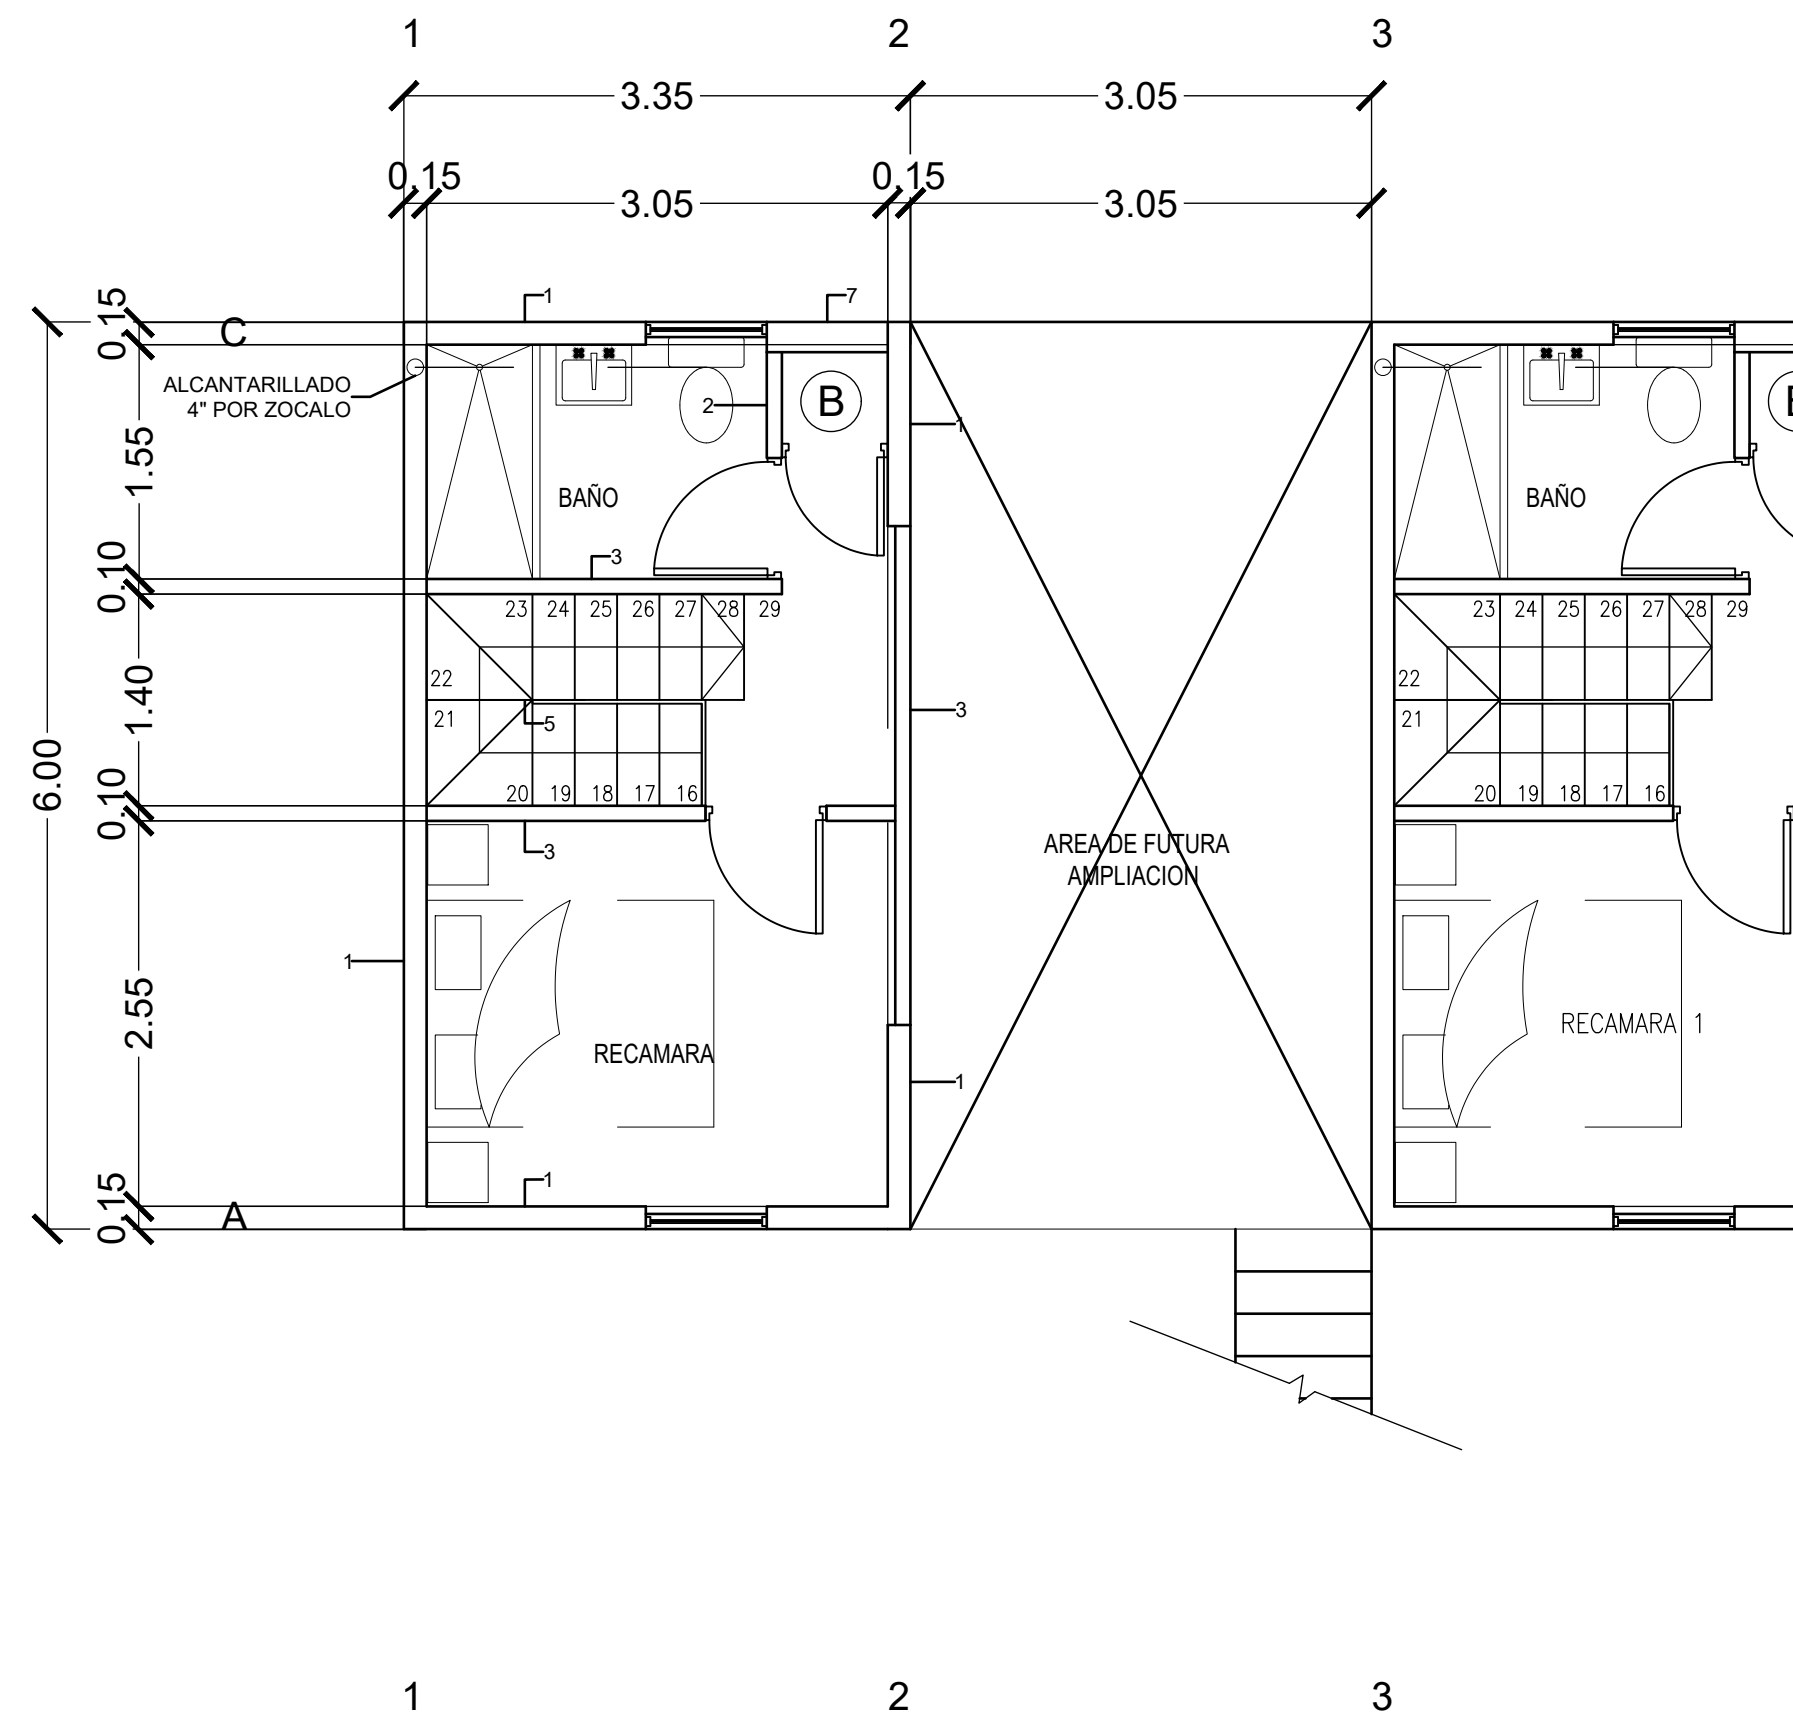 1 2 3
3.35 3.05
0.15 0.15
3.05 3.05
0.15
C
1 7
ALCANTARILLADO
4" POR ZOCALO
2 B
1
1.55
BAÑO BAÑO
3
0.10
23 24 25 26 27 28 29 23 24 25 26 27 28 29
22 22
1.40
21 21
5 3
6.00
0.10
20 19 18 17 16 20 19 18 17 16
3
AREA DE FUTURA
AMPLIACION
1
2.55
RECAMARA RECAMARA 1
1
1
0.15
A
1 2 3